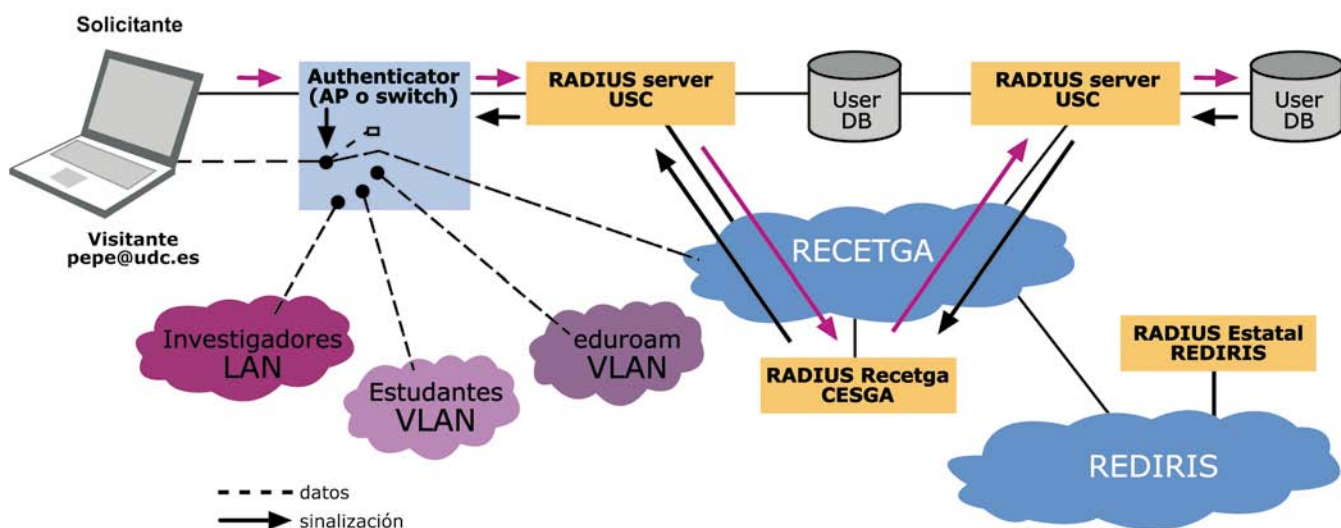 Solicitante
Authenticator
(AP o switch)
RADIUS server
USC
User
DB
RADIUS server
USC
User
DB
Visitante
pepe@udc.es
RECETGA
Investigadores
LAN
eduroam
VLAN
Estudantes
VLAN
RADIUS Recetga
CESGA
RADIUS Estatal
REDIRIS
REDIRIS
datos
sinalización